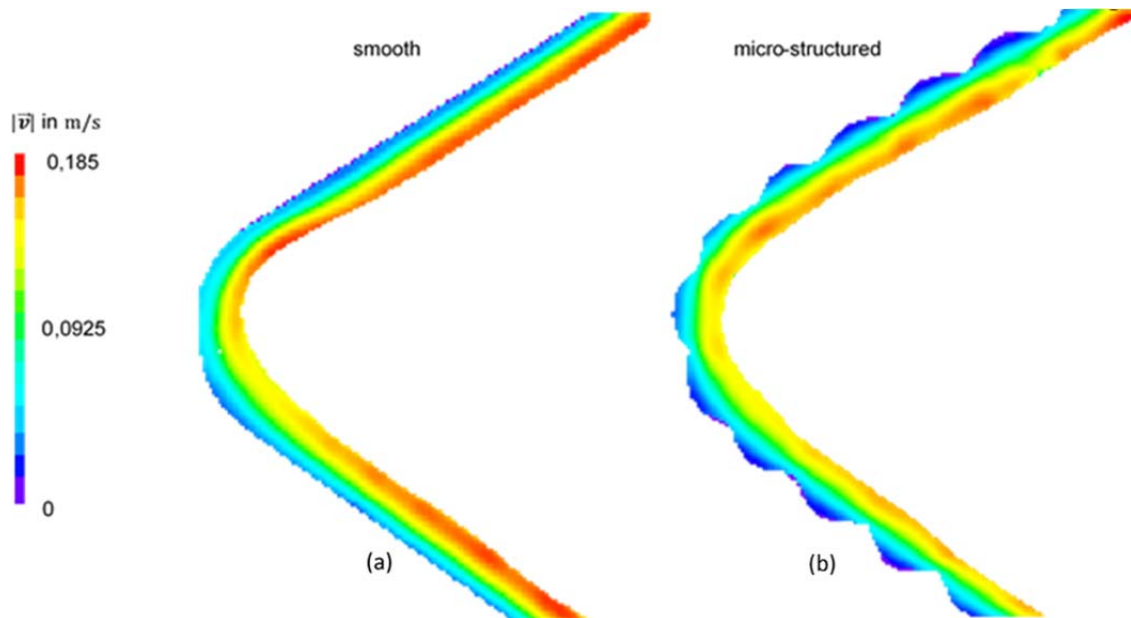 smooth
micro-structured
|v⃗| in m/s
0,185
0,0925
0
(a)
(b)